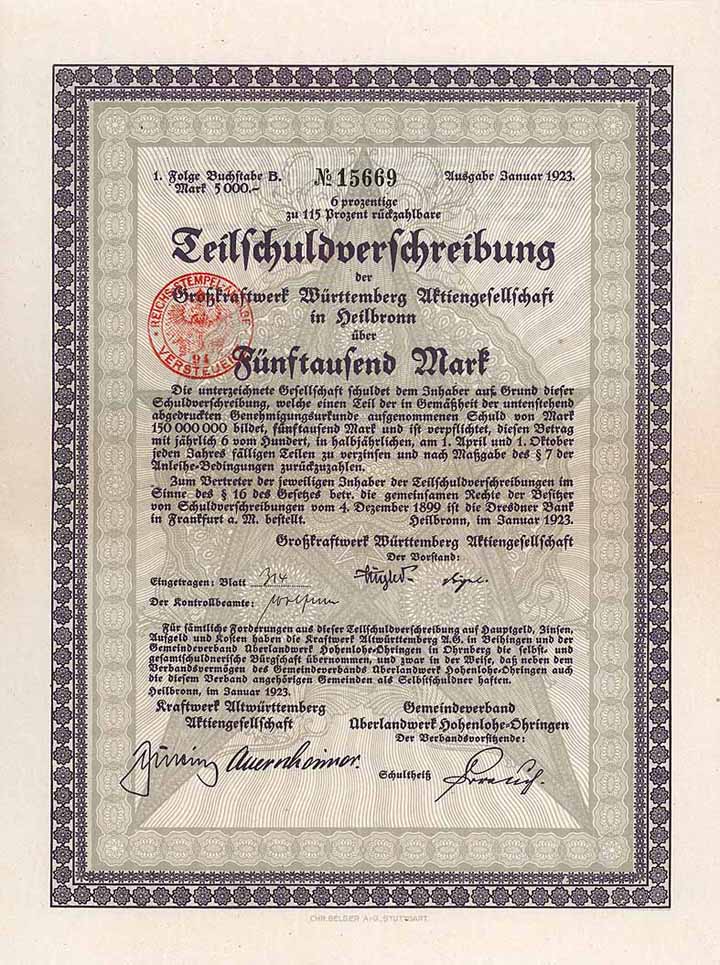 1. Folge Buchstabe B.
Mark 5 000.-
№ 15669
Ausgabe Januar 1923.
6 prozentige
zu 115 Prozent rückzahlbare
Teilschuldverschreibung
der
Großkraftwerk Württemberg Aktiengesellschaft
in Heilbronn
über
Fünftausend Mark
REICHS-STEMPEL-ABGABE
VERSTEUERT
Die unterzeichnete Gesellschaft schuldet dem Inhaber auf Grund dieser
Schuldverschreibung, welche einen Teil der in Gemäßheit der untenstehend
abgedruckten Genehmigungsurkunde aufgenommenen Schuld von Mark
150 000 000 bildet, fünftausend Mark und ist verpflichtet, diesen Betrag
mit jährlich 6 vom Hundert, in halbjährlichen, am 1. April und 1. Oktober
jeden Jahres fälligen Teilen zu verzinsen und nach Maßgabe des § 7 der
Anleihe-Bedingungen zurückzuzahlen.
Zum Vertreter der jeweiligen Inhaber der Teilschuldverschreibungen im
Sinne des § 16 des Gesetzes betr. die gemeinsamen Rechte der Besitzer
von Schuldverschreibungen vom 4. Dezember 1899 ist die Dresdner Bank
in Frankfurt a. M. bestellt. Heilbronn, im Januar 1923.
Großkraftwerk Württemberg Aktiengesellschaft
Der Vorstand:
Eingetragen: Blatt 314
Der Kontrollbeamte:
Für sämtliche Forderungen aus dieser Teilschuldverschreibung auf Hauptgeld, Zinsen,
Aufgeld und Kosten haben die Kraftwerk Altwürttemberg A.G. in Beihingen und der
Gemeindeverband Überlandwerk Hohenlohe-Öhringen in Ohrnberg die selbst- und
gesamtschuldnerische Bürgschaft übernommen, und zwar in der Weise, daß neben dem
Verbandsvermögen des Gemeindeverbands Überlandwerk Hohenlohe-Öhringen auch
die diesem Verband angehörigen Gemeinden als Selbstschuldner haften.
Heilbronn, im Januar 1923.
Kraftwerk Altwürttemberg
Aktiengesellschaft
Gemeindeverband
Überlandwerk Hohenlohe-Öhringen
Der Verbandsvorsitzende:
Auernheimer.
Schultheiß
CHR. BELSER A.-G., STUTTGART.